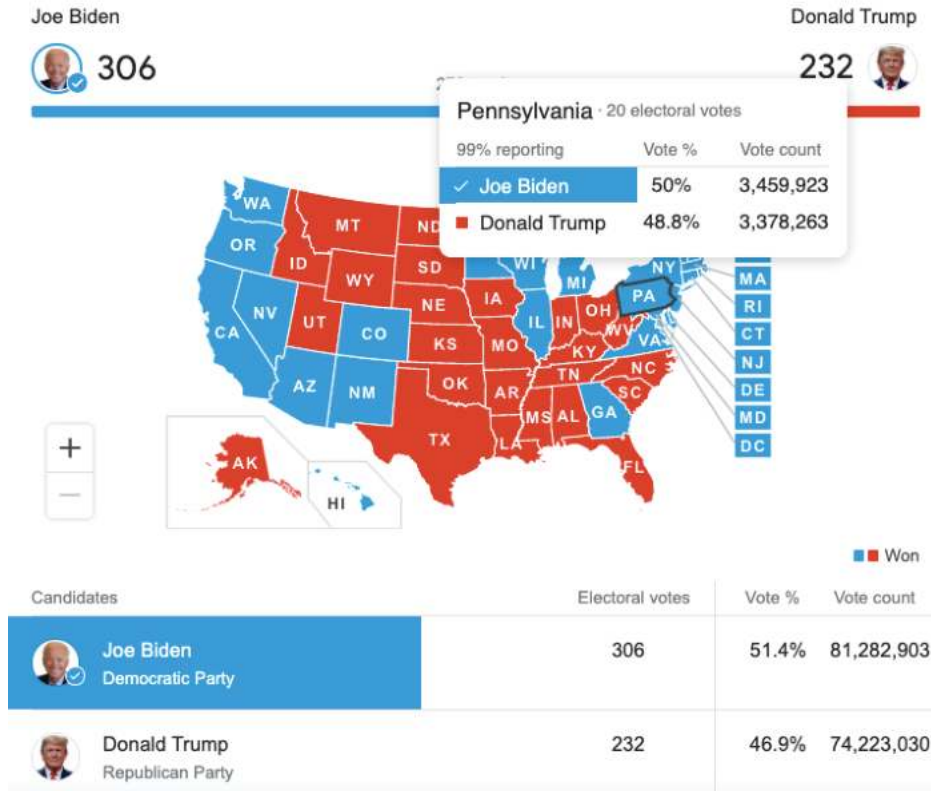 Joe Biden
Donald Trump
306
232
Pennsylvania · 20 electoral votes
99% reporting Vote % Vote count
Joe Biden 50% 3,459,923
Donald Trump 48.8% 3,378,263
WA
MT
ND
OR
ID
SD
WI
MI
NY
MA
WY
NE
IA
PA
RI
NV
UT
CO
IL
IN
OH
WV
CT
CA
KS
MO
KY
VA
NJ
AZ
NM
OK
AR
TN
NC
DE
SC
MS
AL
GA
MD
TX
LA
DC
FL
AK
HI
+
−
Won
Candidates Electoral votes Vote % Vote count
Joe Biden 306 51.4% 81,282,903
Democratic Party
Donald Trump 232 46.9% 74,223,030
Republican Party